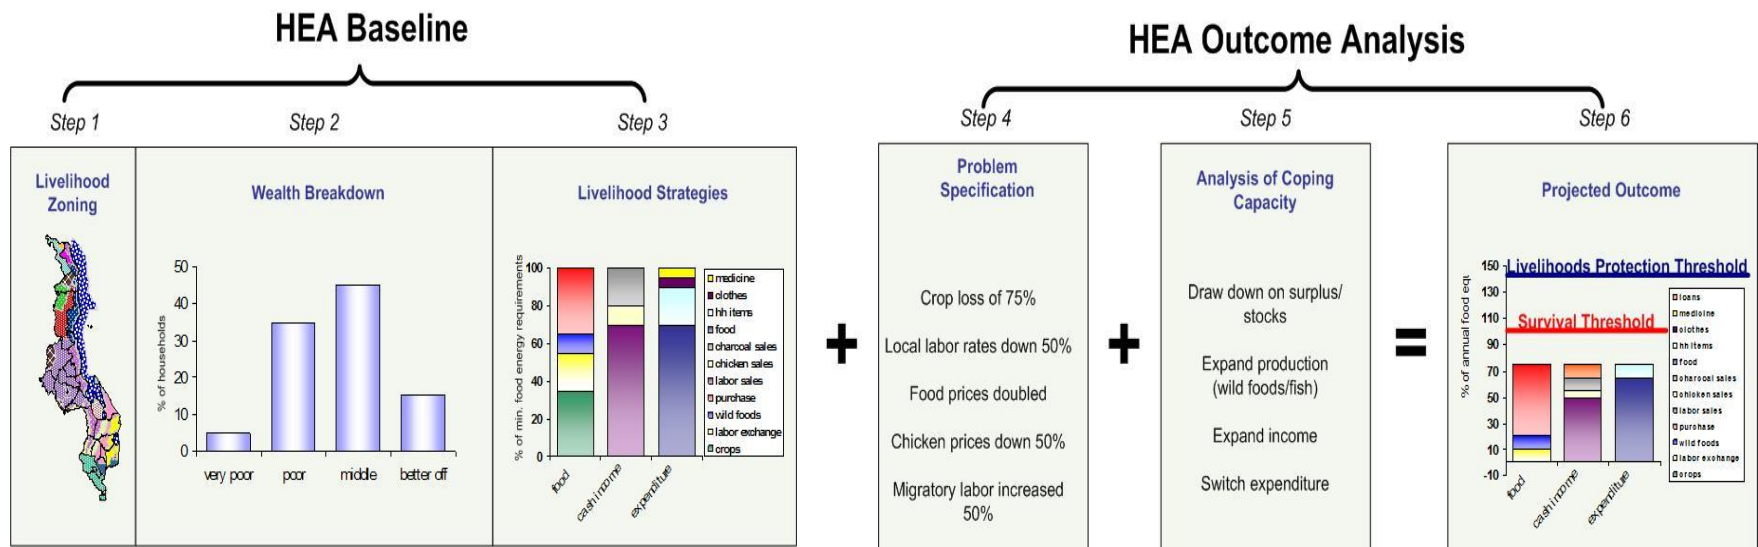 HEA Baseline
HEA Outcome Analysis
Step 1
Step 2
Step 3
Step 4
Step 5
Step 6
Livelihood
Zoning
Wealth Breakdown
% of households
50
40
30
20
10
0
very poor
poor
middle
better off
Livelihood Strategies
% of min. food energy requirements
100
80
60
40
20
0
food
cash income
expenditure
medicine
clothes
hh items
food
charcoal sales
chicken sales
labor sales
purchase
wild foods
labor exchange
crops
+
Problem
Specification
Crop loss of 75%
Local labor rates down 50%
Food prices doubled
Chicken prices down 50%
Migratory labor increased
50%
+
Analysis of Coping
Capacity
Draw down on surplus/
stocks
Expand production
(wild foods/fish)
Expand income
Switch expenditure
=
Projected Outcome
% of annual food eqt
150
130
110
90
70
50
30
10
-10
Livelihoods Protection Threshold
Survival Threshold
food
cash income
expenditure
loans
medicine
clothes
hh items
food
charcoal sales
chicken sales
labor sales
purchase
wild foods
labor exchange
crops